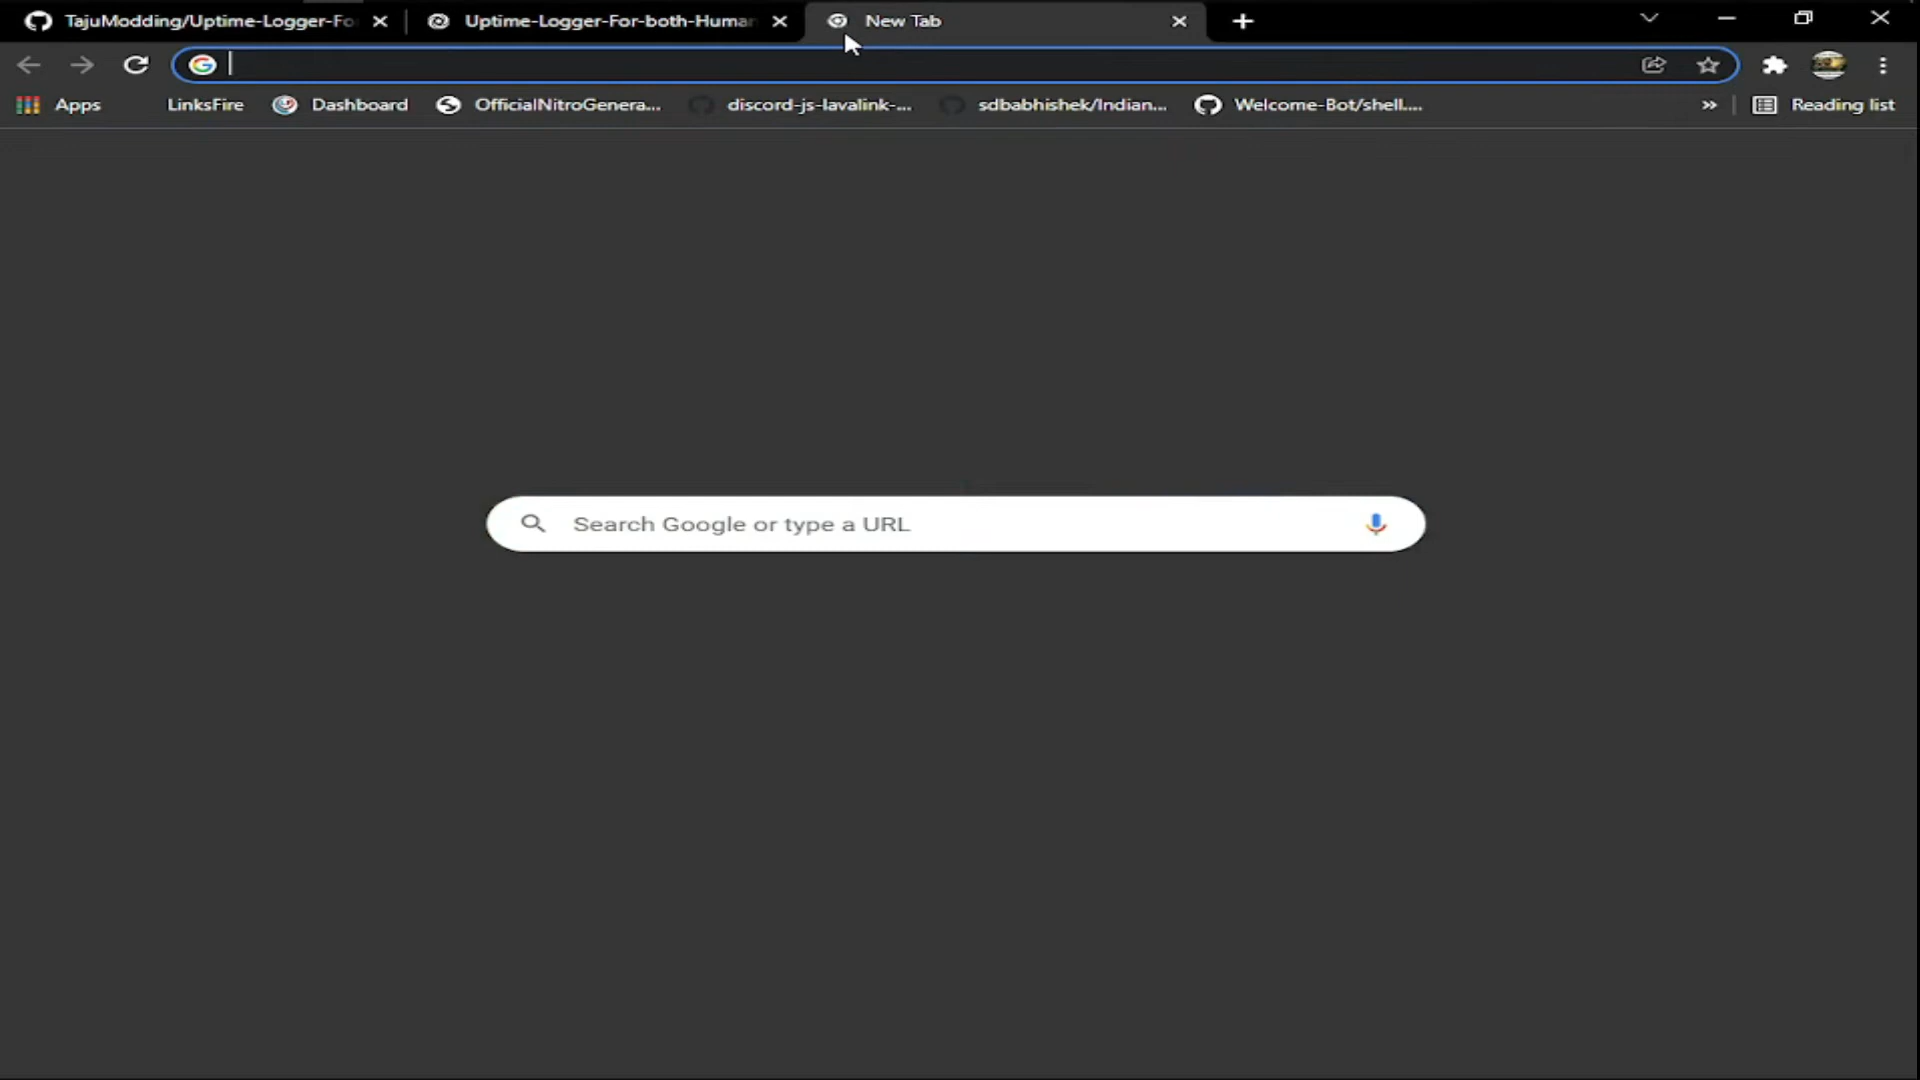 TajuModding/Uptime-Logger-Fo
Uptime-Logger-For-both-Human
New Tab
Apps
LinksFire
Dashboard
OfficialNitroGenera...
discord-js-lavalink-...
sdbabhishek/Indian...
Welcome-Bot/shell....
Reading list
Search Google or type a URL